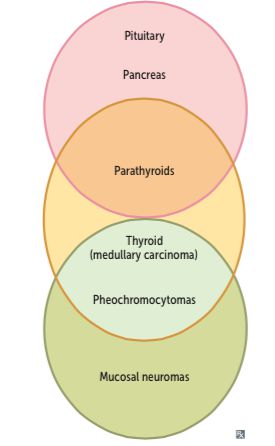 Pituitary
Pancreas
Parathyroids
Thyroid
(medullary carcinoma)
Pheochromocytomas
Mucosal neuromas